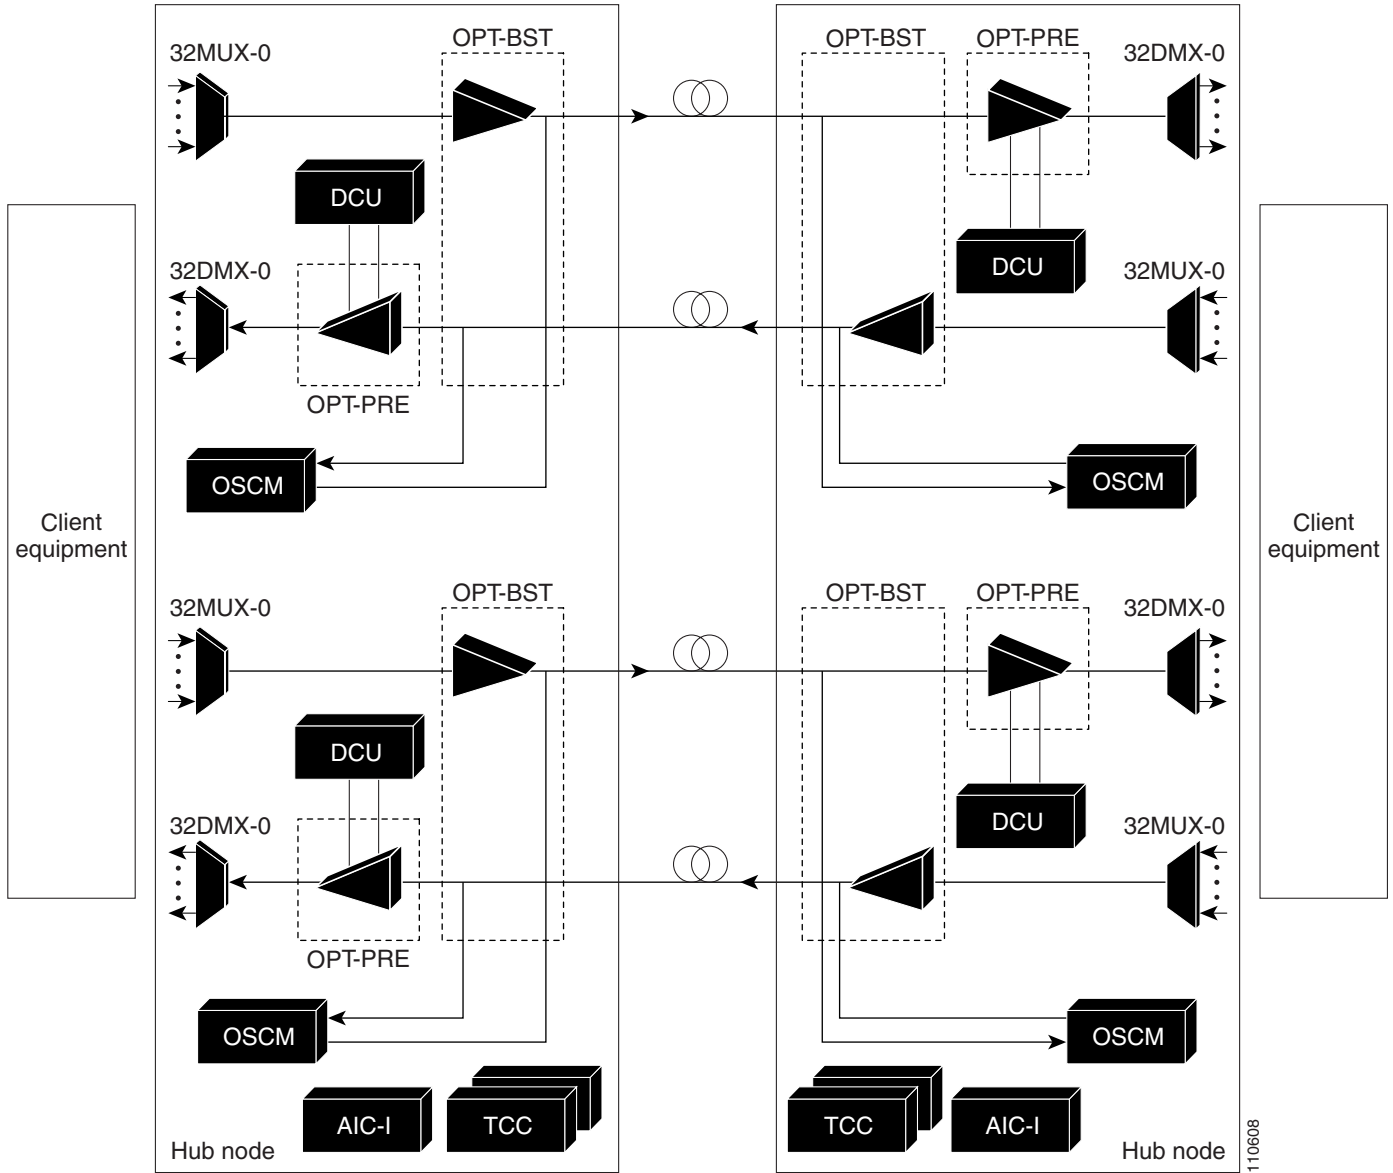 OPT-BST
OPT-BST
OPT-PRE
32MUX-0
32DMX-0
DCU
DCU
32DMX-0
32MUX-0
OPT-PRE
OSCM
OSCM
Client
equipment
Client
equipment
OPT-BST
OPT-BST
OPT-PRE
32MUX-0
32DMX-0
DCU
DCU
32DMX-0
32MUX-0
OPT-PRE
OSCM
OSCM
AIC-I
TCC
TCC
AIC-I
Hub node
Hub node
110608